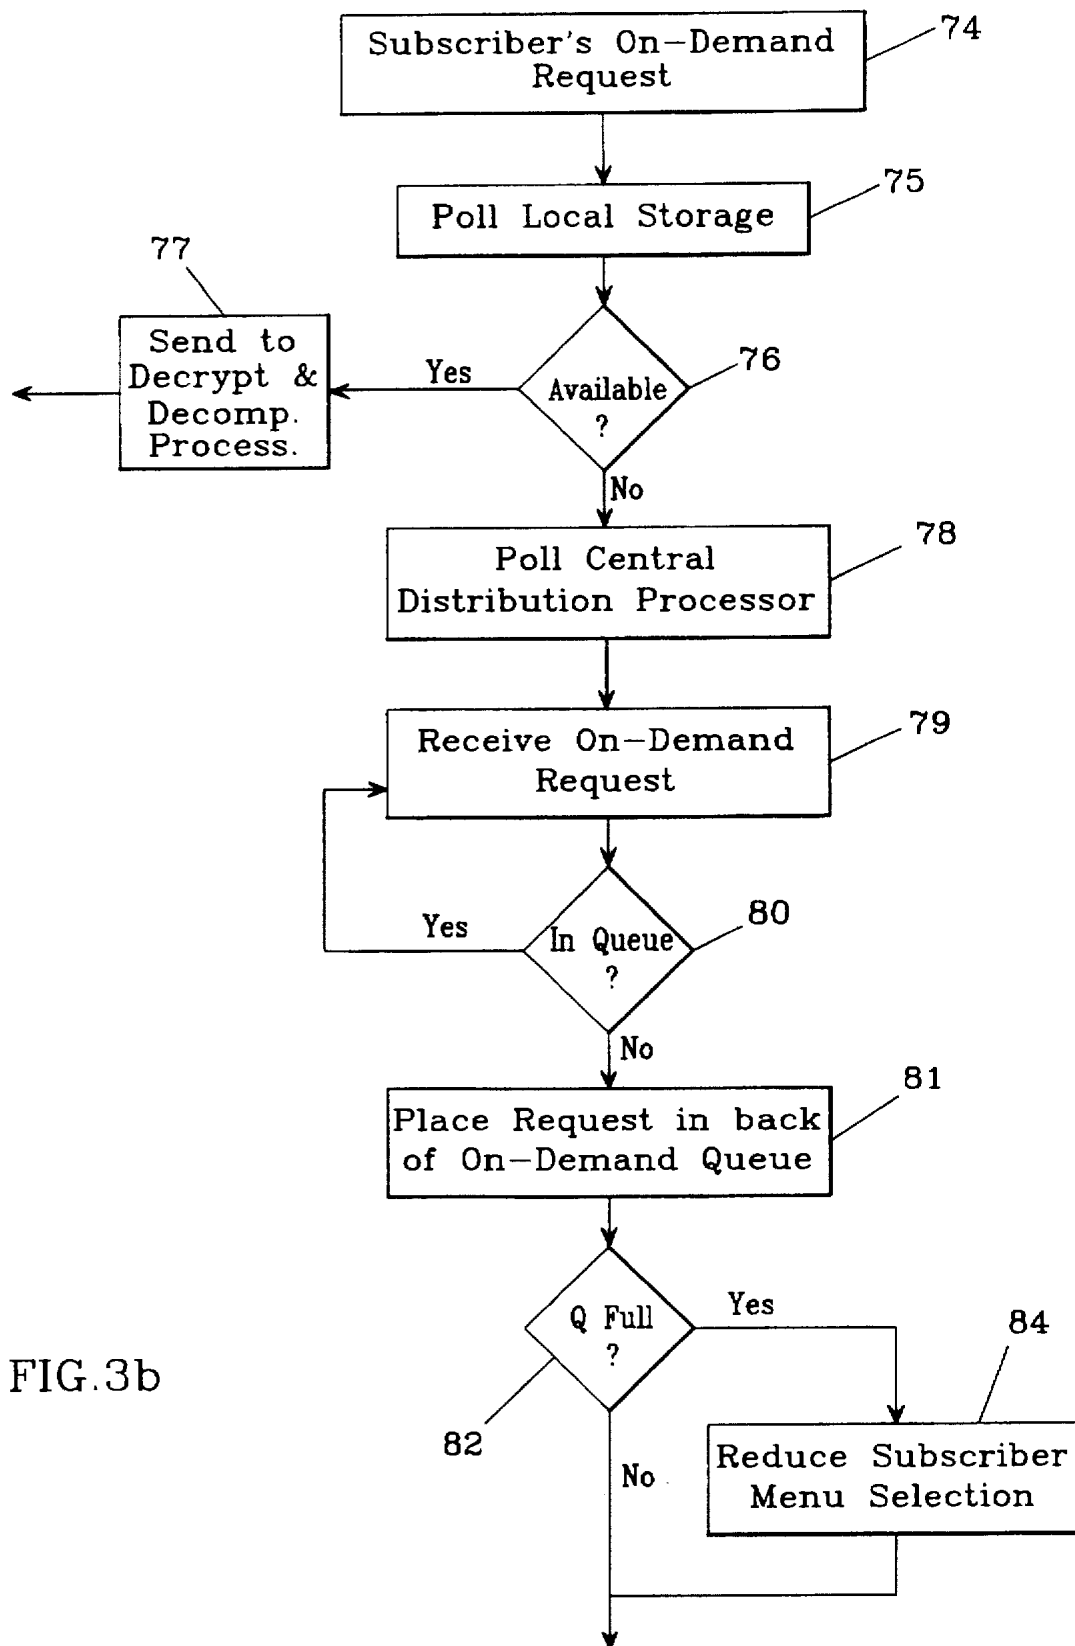 Subscriber's On-Demand
Request
74
Poll Local Storage
75
77
Send to
Decrypt &
Decomp.
Process.
Yes
Available
?
76
No
Poll Central
Distribution Processor
78
Receive On-Demand
Request
79
Yes
In Queue
?
80
No
Place Request in back
of On-Demand Queue
81
Q Full
?
Yes
82
No
84
Reduce Subscriber
Menu Selection
FIG.3b